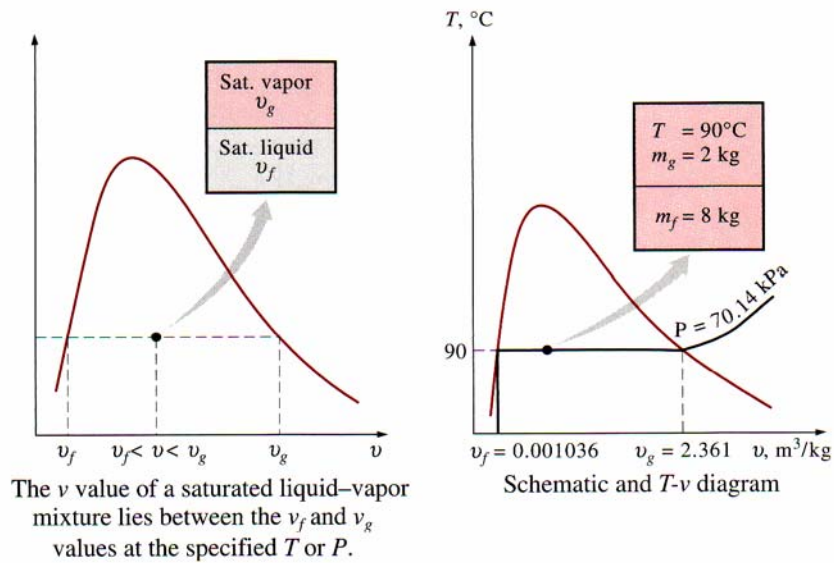 Sat. vapor
υg
Sat. liquid
υf
υf
υf < υ < υg
υg
υ
The v value of a saturated liquid–vapor
mixture lies between the vf and vg
values at the specified T or P.
T, °C
T = 90°C
mg = 2 kg
mf = 8 kg
P = 70.14 kPa
90
υf = 0.001036
υg = 2.361
υ, m³/kg
Schematic and T-v diagram